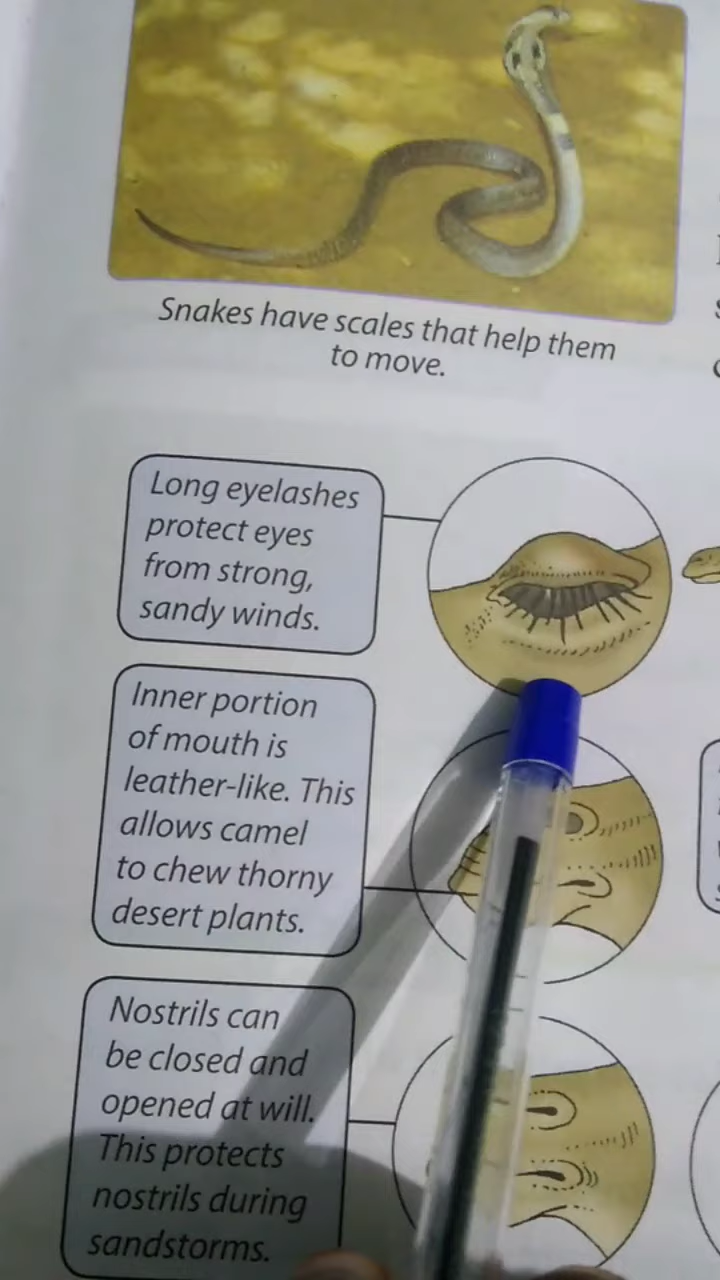 Snakes have scales that help them
to move.
Long eyelashes
protect eyes
from strong,
sandy winds.
Inner portion
of mouth is
leather-like. This
allows camel
to chew thorny
desert plants.
Nostrils can
be closed and
opened at will.
This protects
nostrils during
sandstorms.